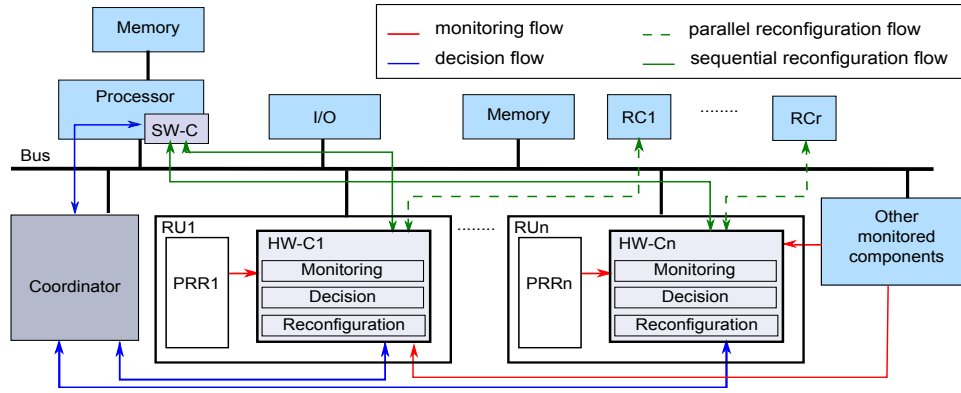 Memory
monitoring flow
decision flow
parallel reconfiguration flow
sequential reconfiguration flow
Processor
SW-C
I/O
Memory
RC1
........
RCr
Bus
Coordinator
RU1
PRR1
HW-C1
Monitoring
Decision
Reconfiguration
........
RUn
PRRn
HW-Cn
Monitoring
Decision
Reconfiguration
Other
monitored
components